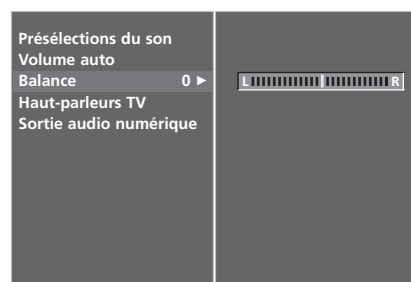 Présélections du son
Volume auto
Balance 0 ►
L R
Haut-parleurs TV
Sortie audio numérique